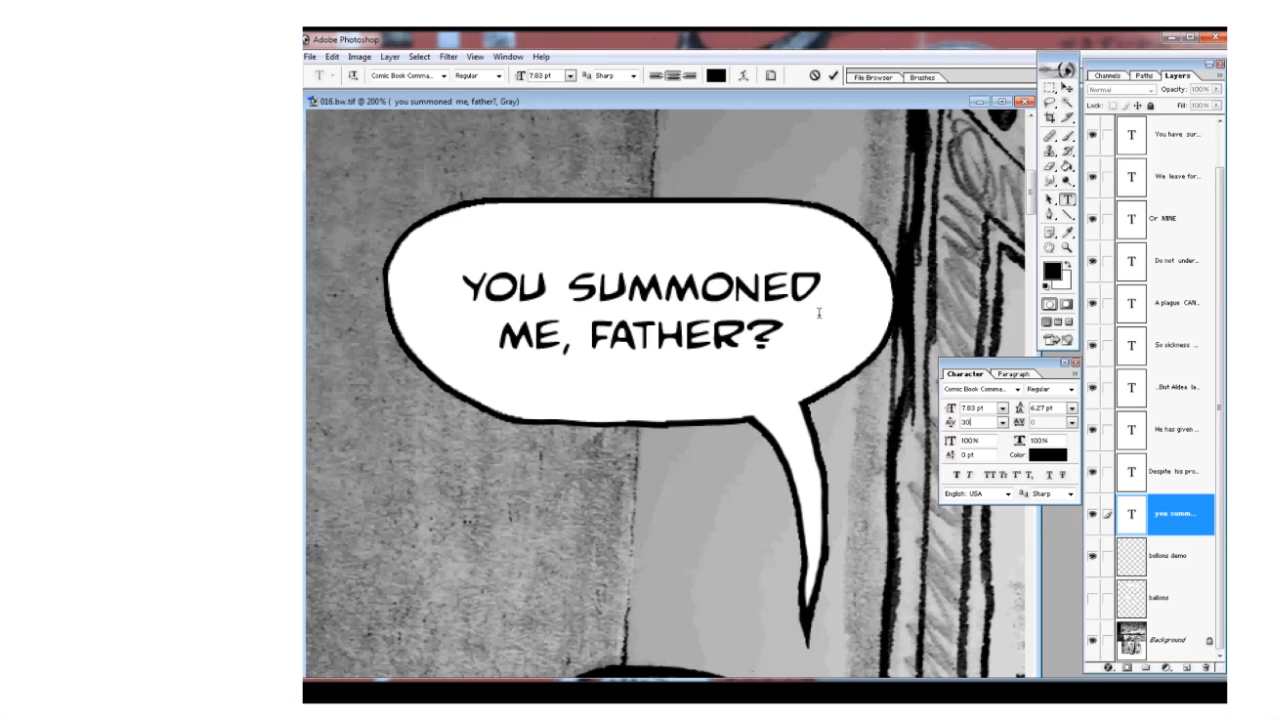 Adobe Photoshop
File Edit Image Layer Select Filter View Window Help
T Comic Book Comma... Regular 7.83 pt aa Sharp File Browser Brushes
016.bw.tif @ 200% ( you summoned me, father?, Gray)
YOU SUMMONED
ME, FATHER?
Channels Paths Layers
Normal Opacity: 100%
Lock: Fill: 100%
T You have sur...
T We leave for...
T Or MINE
T Do not under...
T A plague CAN...
T So sickness ...
T ...But Aldea la...
T He has given ...
T Despite his pro...
T you summ...
ballons demo
ballons
Background
Character Paragraph
Comic Book Comma... Regular
7.83 pt 6.27 pt
30 0
100% 100%
0 pt Color:
T T TT Tr T' T, T T
English: USA aa Sharp